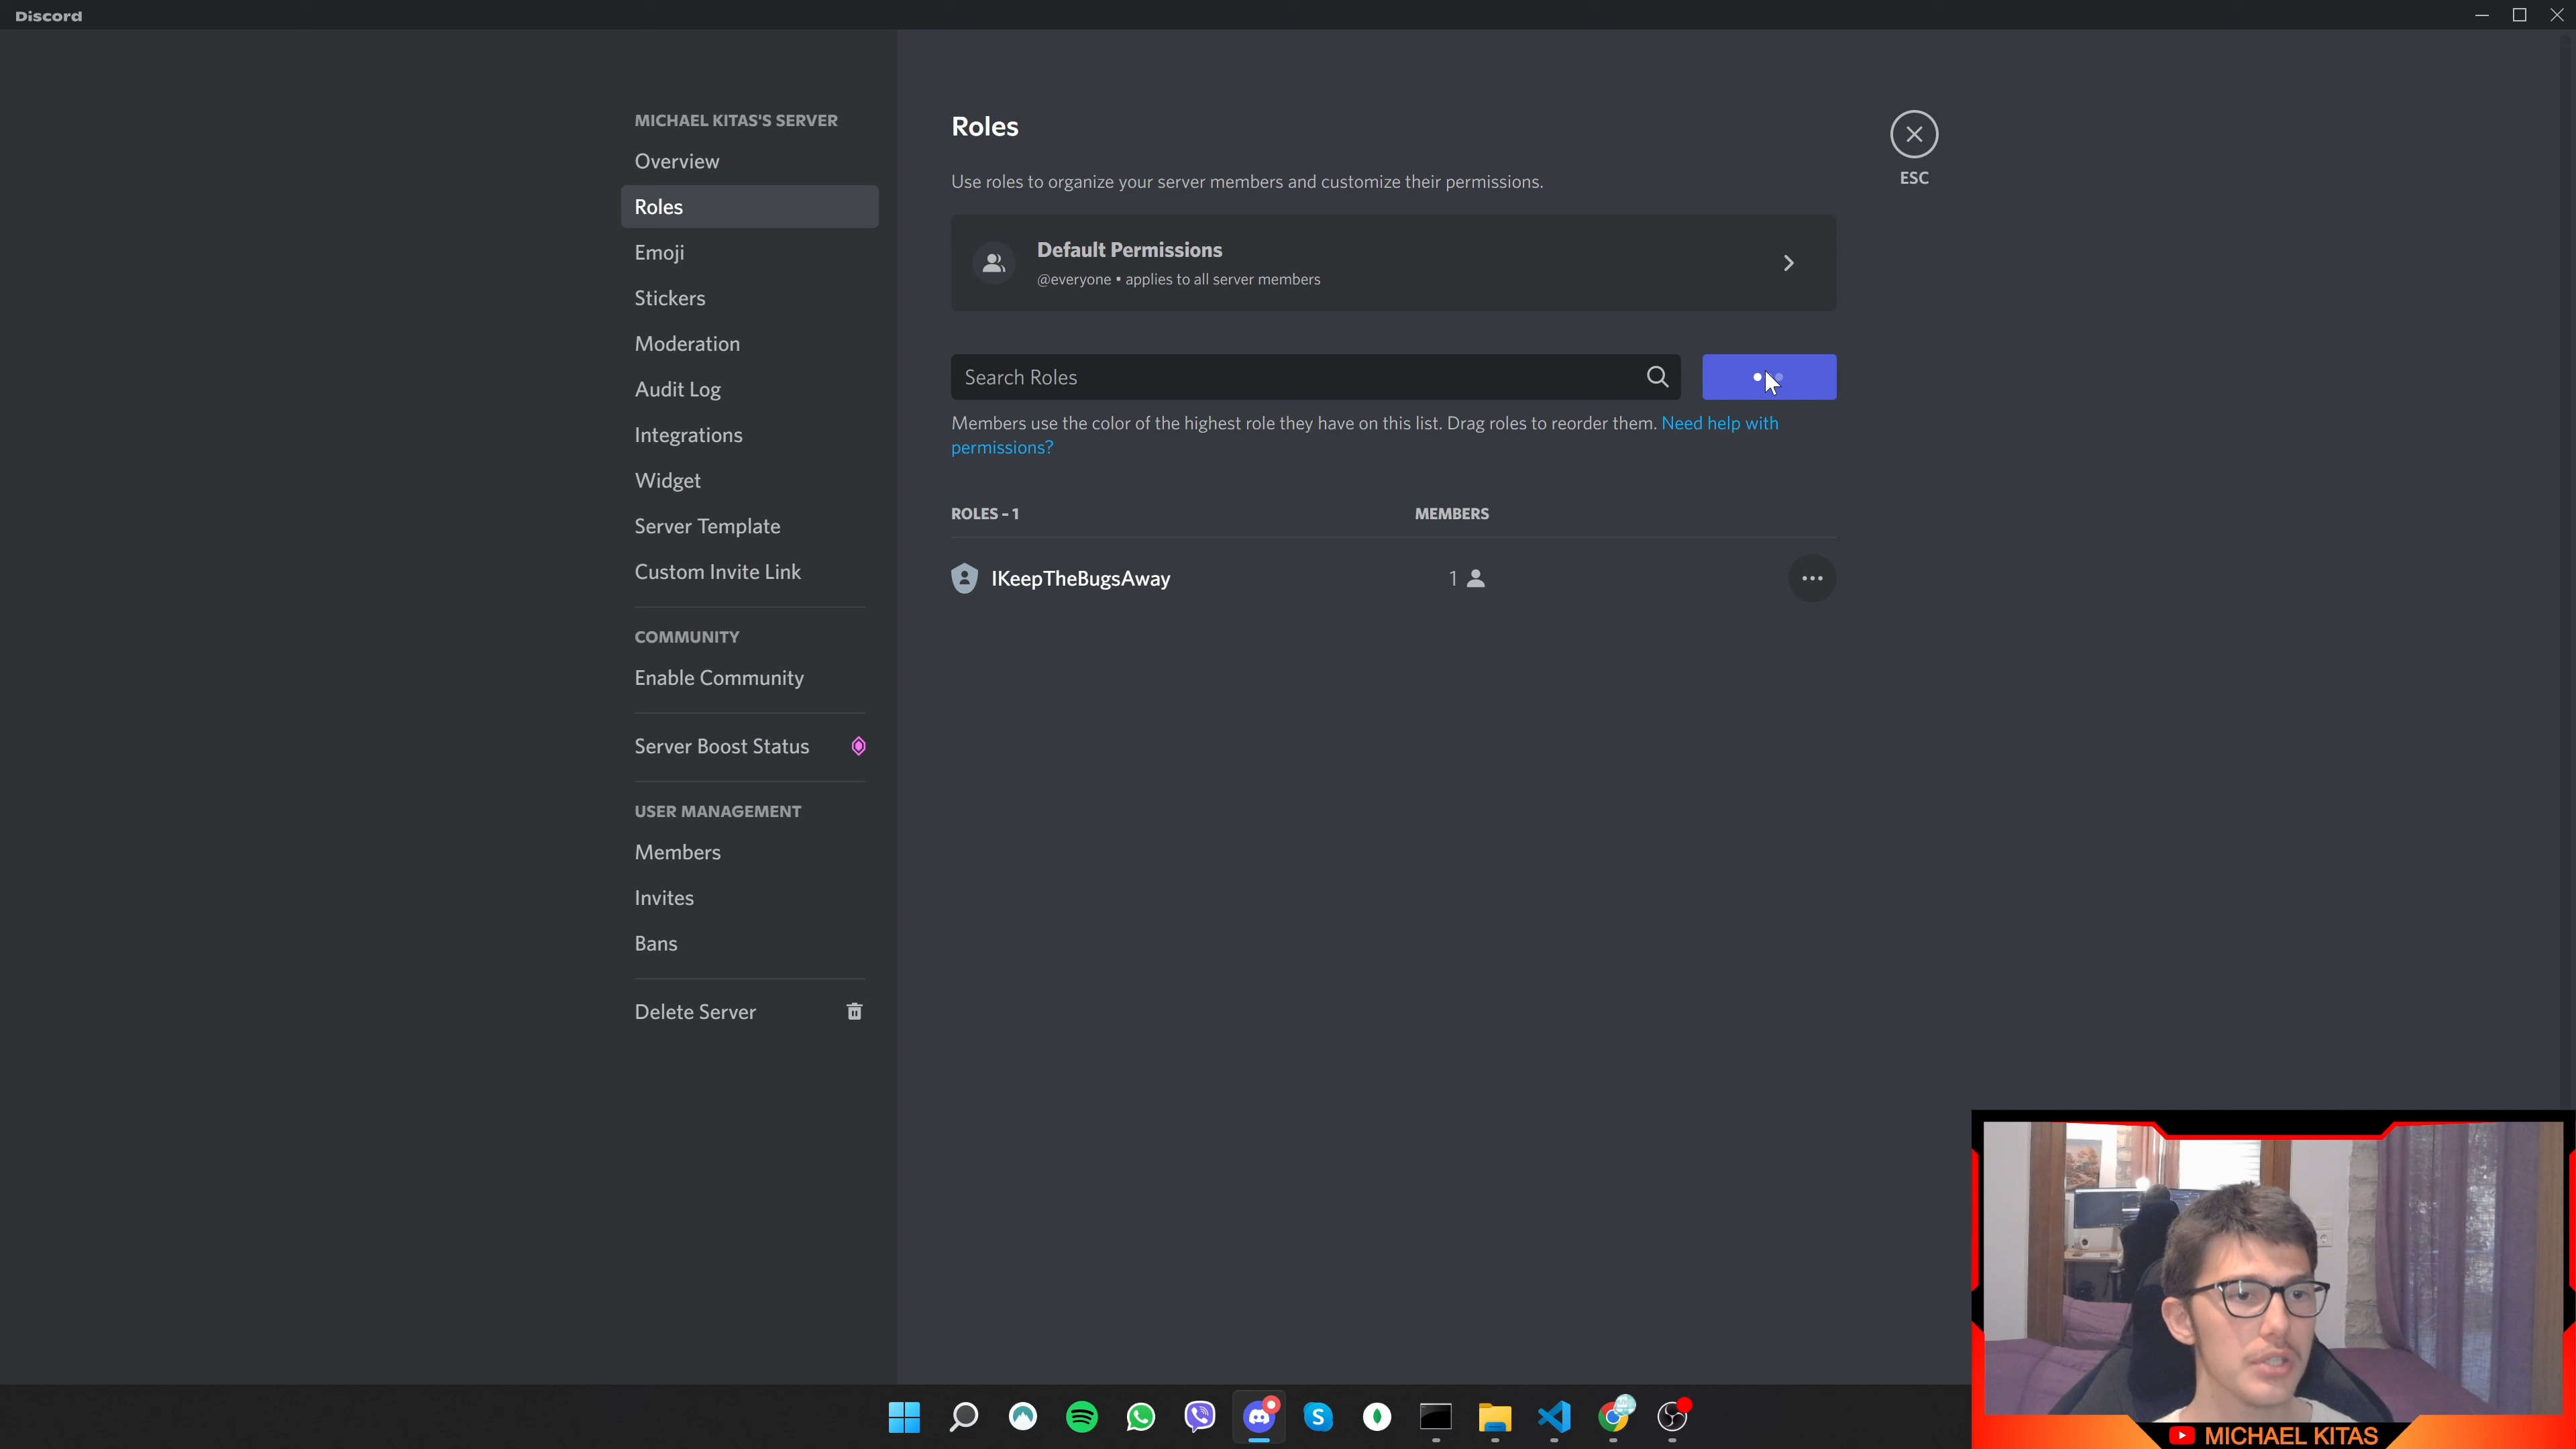 Discord
MICHAEL KITAS'S SERVER
Overview
Roles
Emoji
Stickers
Moderation
Audit Log
Integrations
Widget
Server Template
Custom Invite Link
COMMUNITY
Enable Community
Server Boost Status
USER MANAGEMENT
Members
Invites
Bans
Delete Server
Roles
Use roles to organize your server members and customize their permissions.
Default Permissions
@everyone • applies to all server members
Search Roles
Members use the color of the highest role they have on this list. Drag roles to reorder them. Need help with
permissions?
ROLES – 1 MEMBERS
IKeepTheBugsAway 1
ESC
MICHAEL KITAS